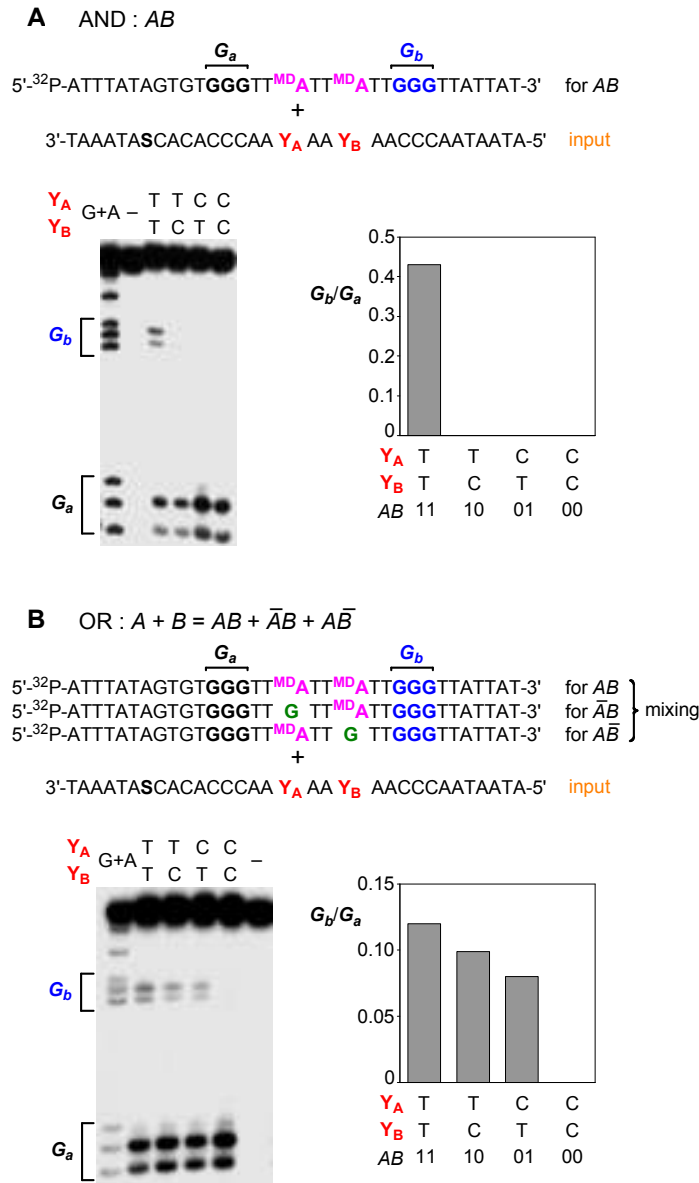 A AND : AB
Ga Gb
5'-³²P-ATTTATAGTGTGGGTTᴹᴰATTᴹᴰATTGGGTTATTAT-3' for AB
+
3'-TAAATASCACACCCAA YA AA YB AACCCAATAATA-5' input
YA T T C C
G+A –
YB T C T C
Gb
Ga
0.5
0.4
Gb/Ga
0.3
0.2
0.1
0
YA T T C C
YB T C T C
AB 11 10 01 00
B OR : A + B = AB + A̅B + AB̅
Ga Gb
5'-³²P-ATTTATAGTGTGGGTTᴹᴰATTᴹᴰATTGGGTTATTAT-3' for AB
5'-³²P-ATTTATAGTGTGGGTT G TTᴹᴰATTGGGTTATTAT-3' for A̅B mixing
5'-³²P-ATTTATAGTGTGGGTTᴹᴰATT G TTGGGTTATTAT-3' for AB̅
+
3'-TAAATASCACACCCAA YA AA YB AACCCAATAATA-5' input
YA T T C C
G+A –
YB T C T C
Gb
Ga
0.15
Gb/Ga
0.10
0.05
0
YA T T C C
YB T C T C
AB 11 10 01 00